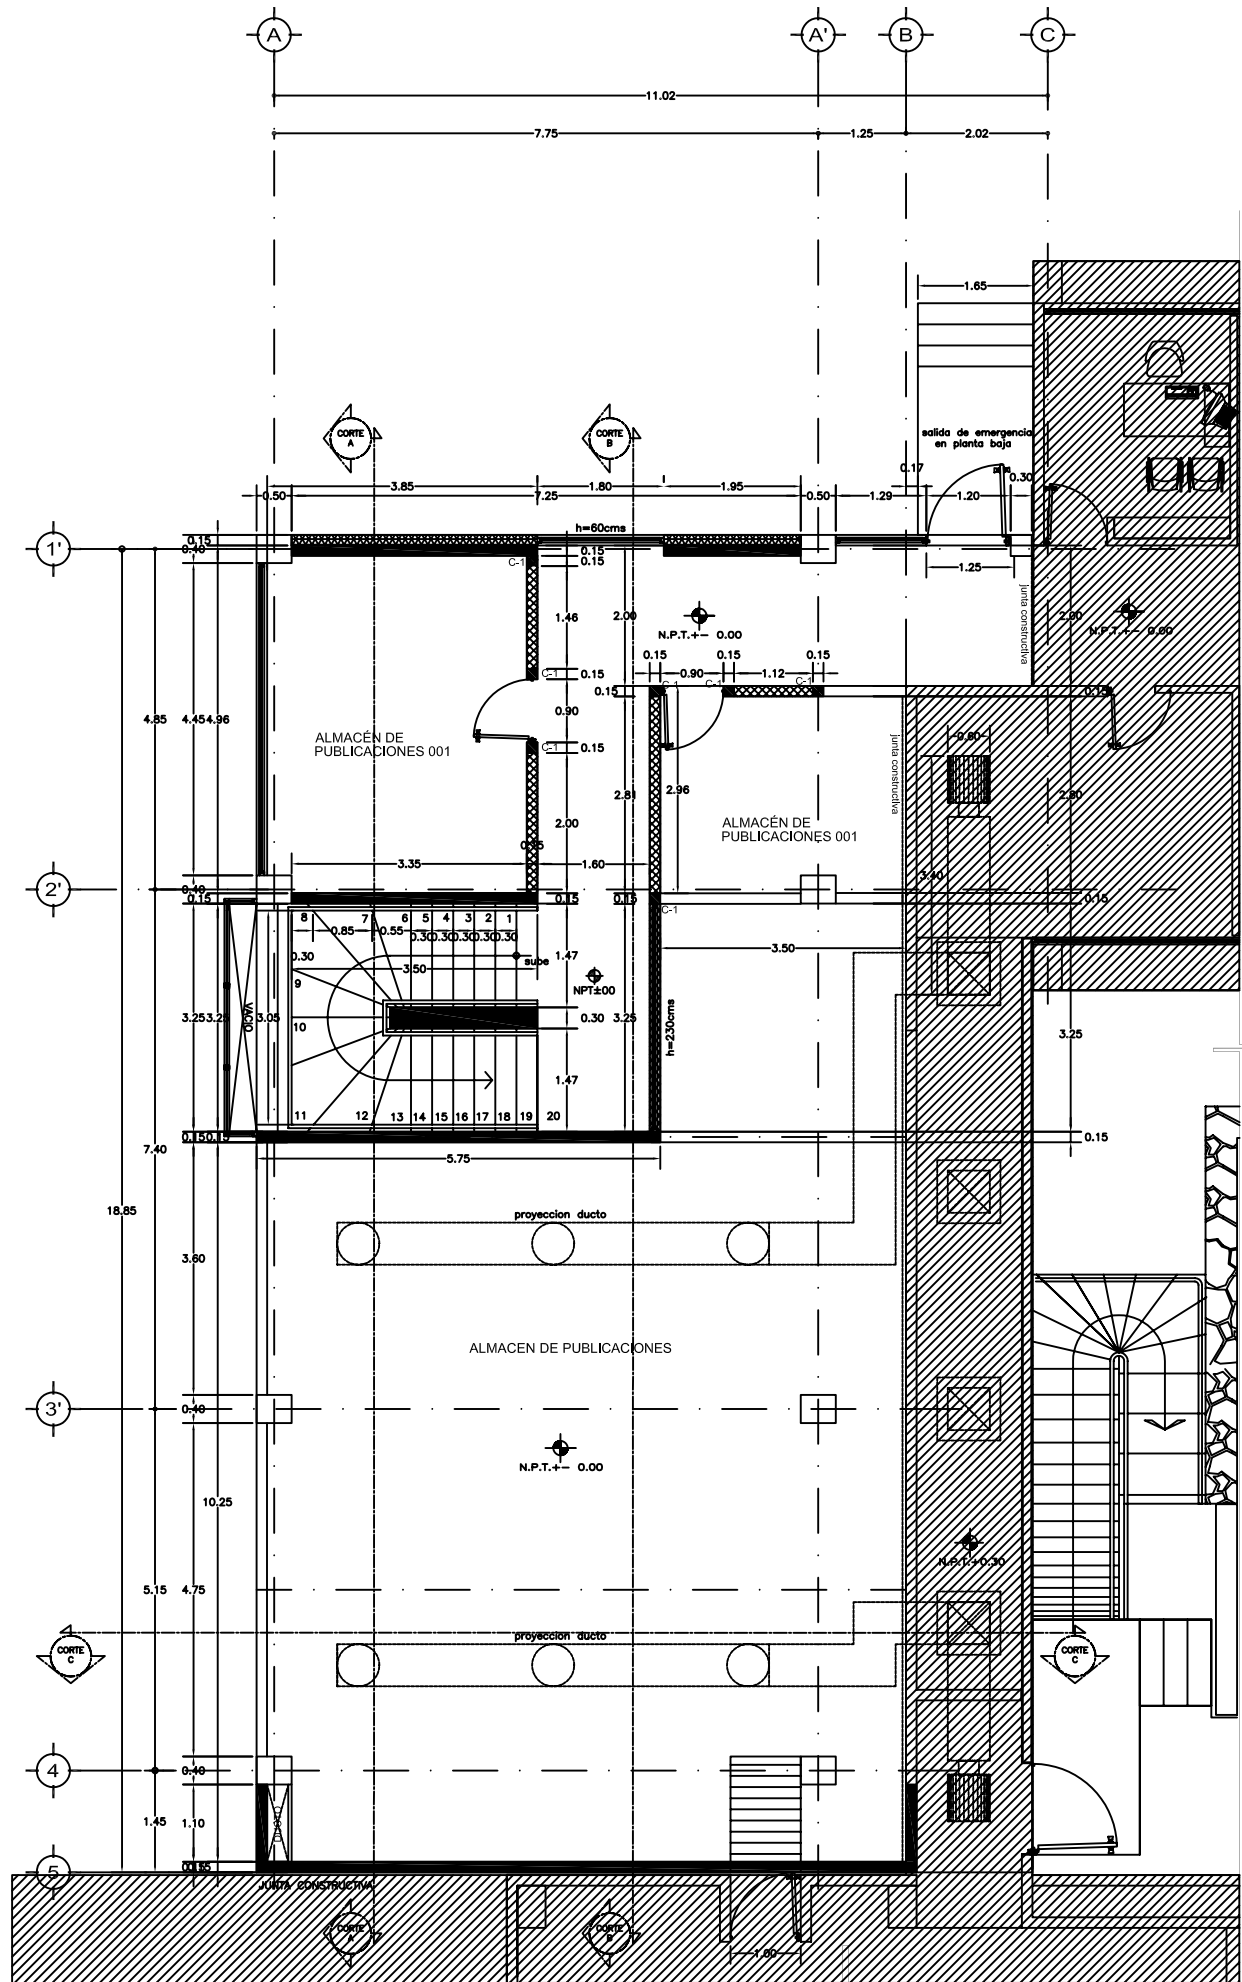 A
A'
B
C
11.02
7.75
1.25
2.02
1.65
CORTE
A
CORTE
B
salida de emergencia
en planta baja
0.17
0.30
0.50
3.85
7.25
1.80
1.95
0.50
1.29
1.20
h=60cms
1'
0.15
0.40
C-1
0.15
0.15
1.25
junta constructiva
1.46
2.00
N.P.T.+- 0.00
2.00
N.P.T.+- 0.00
0.15
0.15
0.15
C-1
0.15
0.90
1.12
C-1
C-1
C-1
0.15
0.15
4.85
4.45
4.96
0.90
ALMACÉN DE
PUBLICACIONES 001
C-1
0.15
junta constructiva
0.60
2.81
2.96
2.80
2.00
ALMACÉN DE
PUBLICACIONES 001
3.35
1.60
3.40
2'
0.40
0.15
0.15
0.15
0.15
C-1
8
7
6
5
4
3
2
1
0.85
0.55
0.30
0.30
0.30
0.30
0.30
0.30
3.50
sube
1.47
3.50
9
NPT±00
VACIO
3.25
3.05
10
0.30
3.25
h=230cms
3.25
1.47
11
12
13
14
15
16
17
18
19
20
0.15
0.15
0.15
7.40
5.75
18.85
proyeccion ducto
3.60
ALMACEN DE PUBLICACIONES
3'
0.40
N.P.T.+- 0.00
10.25
N.P.T.+0.30
5.15
4.75
CORTE
C
proyeccion ducto
CORTE
C
4
0.40
1.45
1.10
DUCTO
5
JUNTA CONSTRUCTIVA
CORTE
A
CORTE
B
1.00